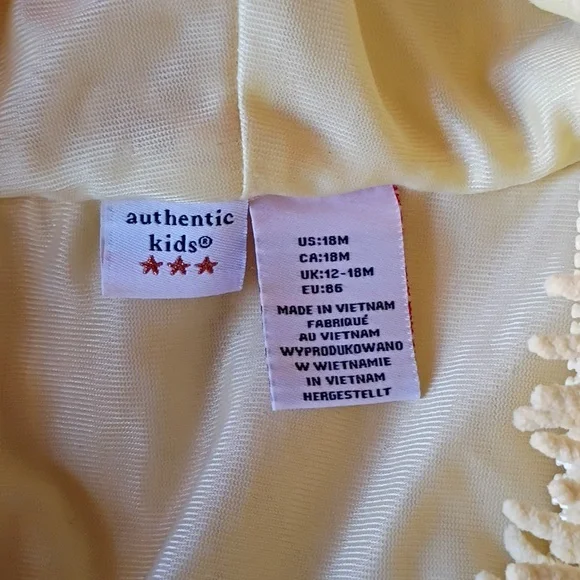 authentic
kids®
US:18M
CA:18M
UK:12-18M
EU:86
MADE IN VIETNAM
FABRIQUÉ
AU VIETNAM
WYPRODUKOWANO
W WIETNAMIE
IN VIETNAM
HERGESTELLT